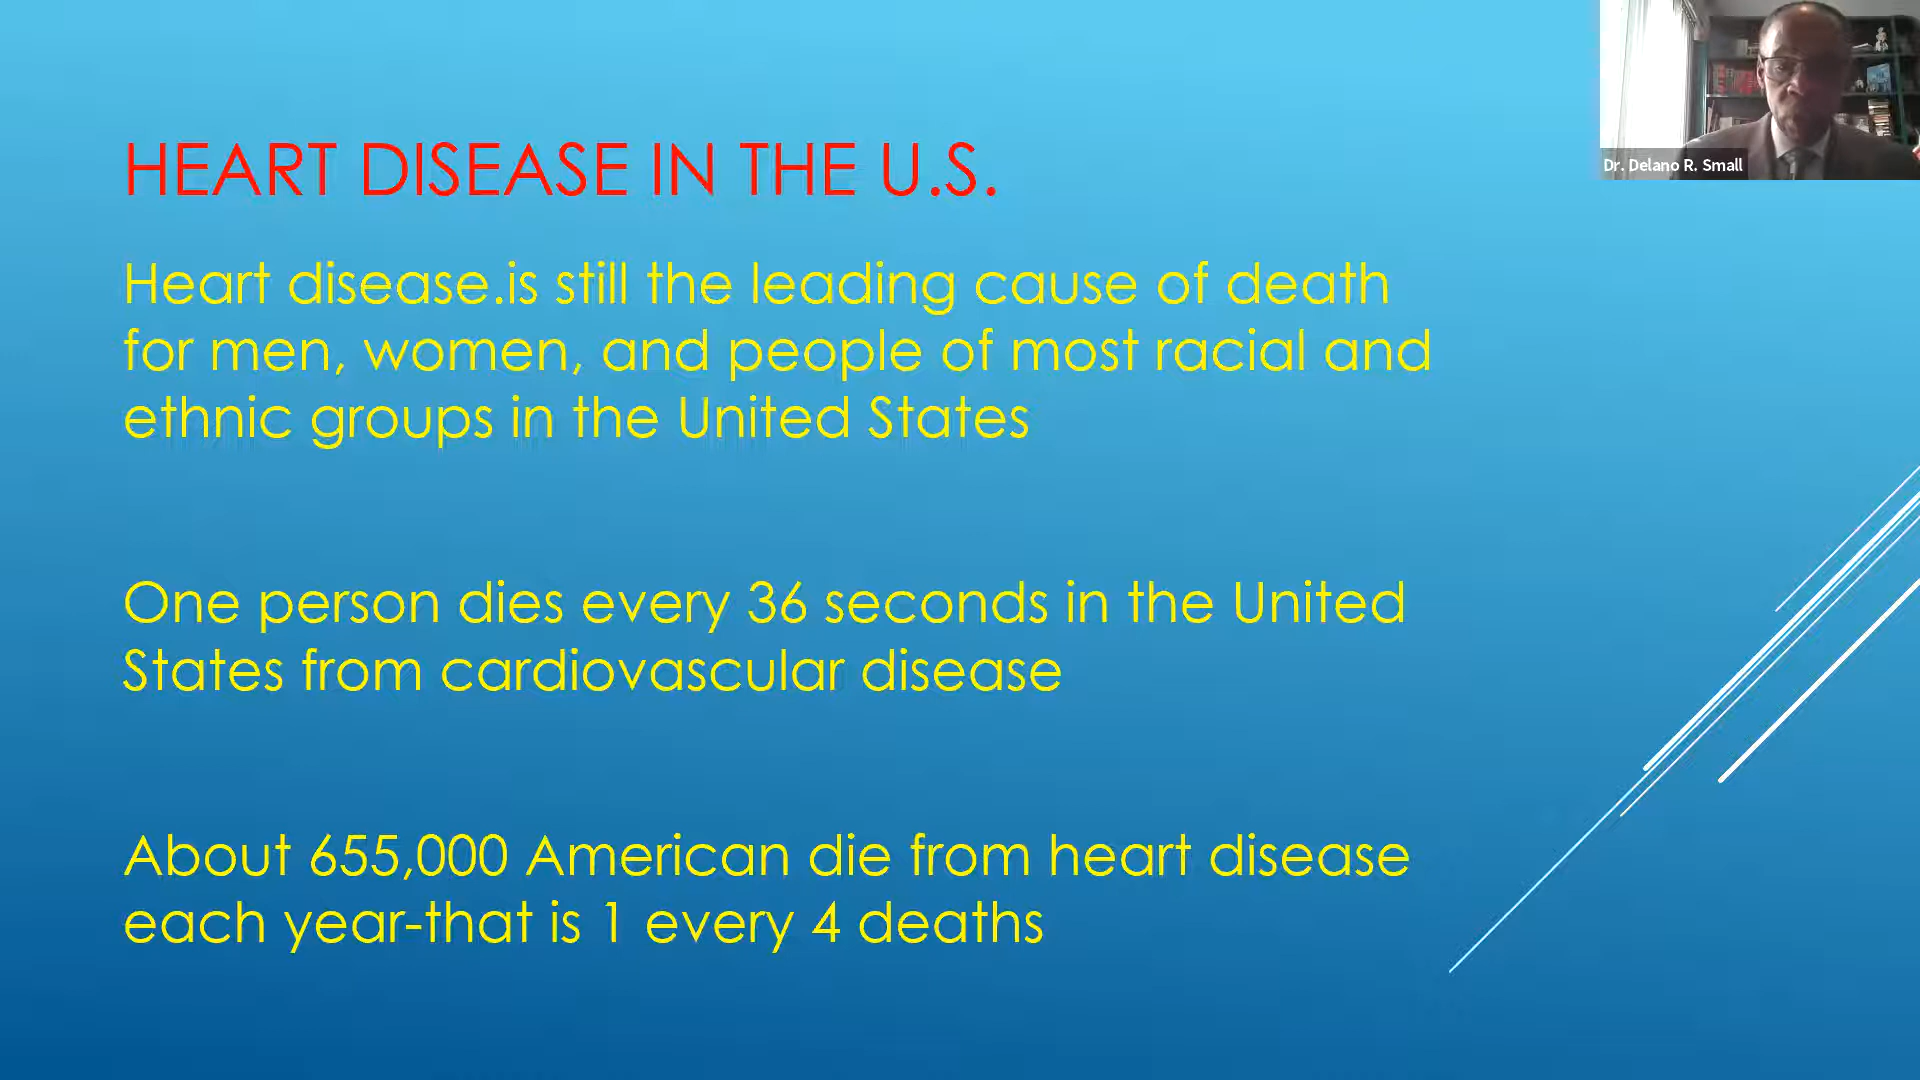 HEART DISEASE IN THE U.S.
Heart disease.is still the leading cause of death
for men, women, and people of most racial and
ethnic groups in the United States
One person dies every 36 seconds in the United
States from cardiovascular disease
About 655,000 American die from heart disease
each year-that is 1 every 4 deaths
Dr. Delano R. Small